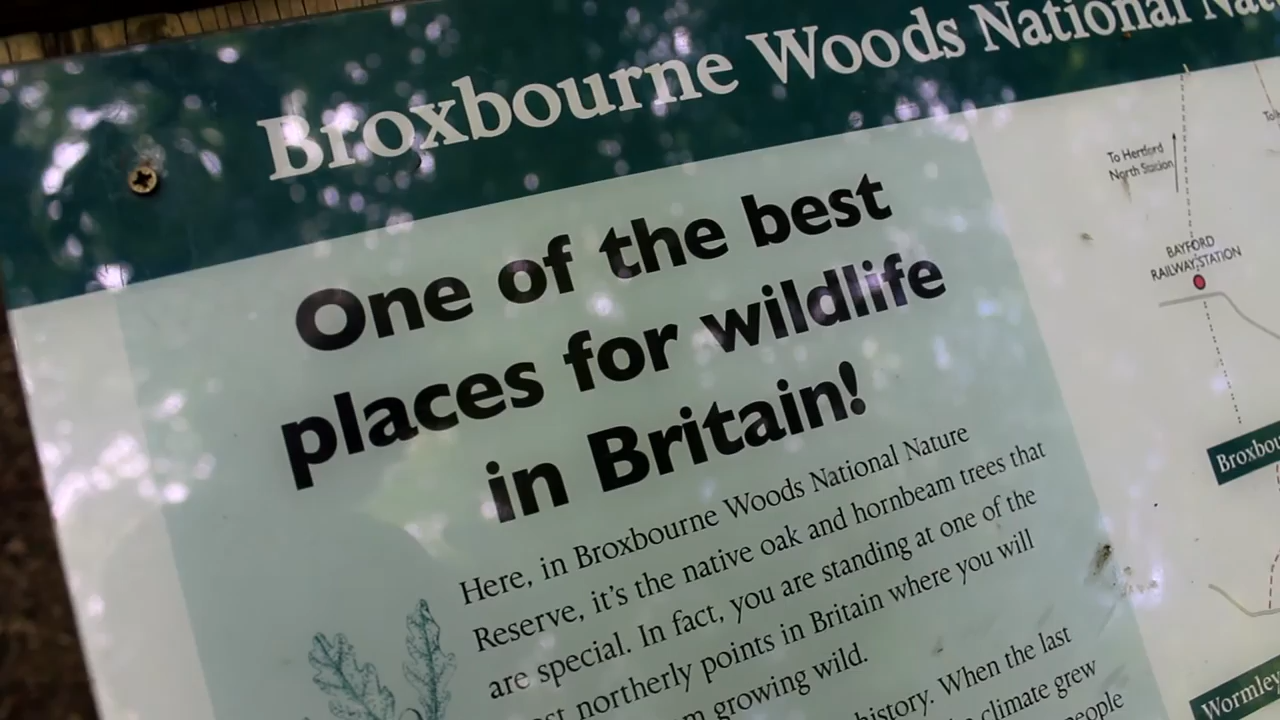 Broxbourne Woods National
One of the best
places for wildlife
in Britain!
Here, in Broxbourne Woods National Nature
Reserve, it's the native oak and hornbeam trees that
are special. In fact, you are standing at one of the
northerly points in Britain where you will
growing wild.
history. When the last
climate grew
people
To Hertford
North Station
BAYFORD
RAILWAY STATION
Wormley